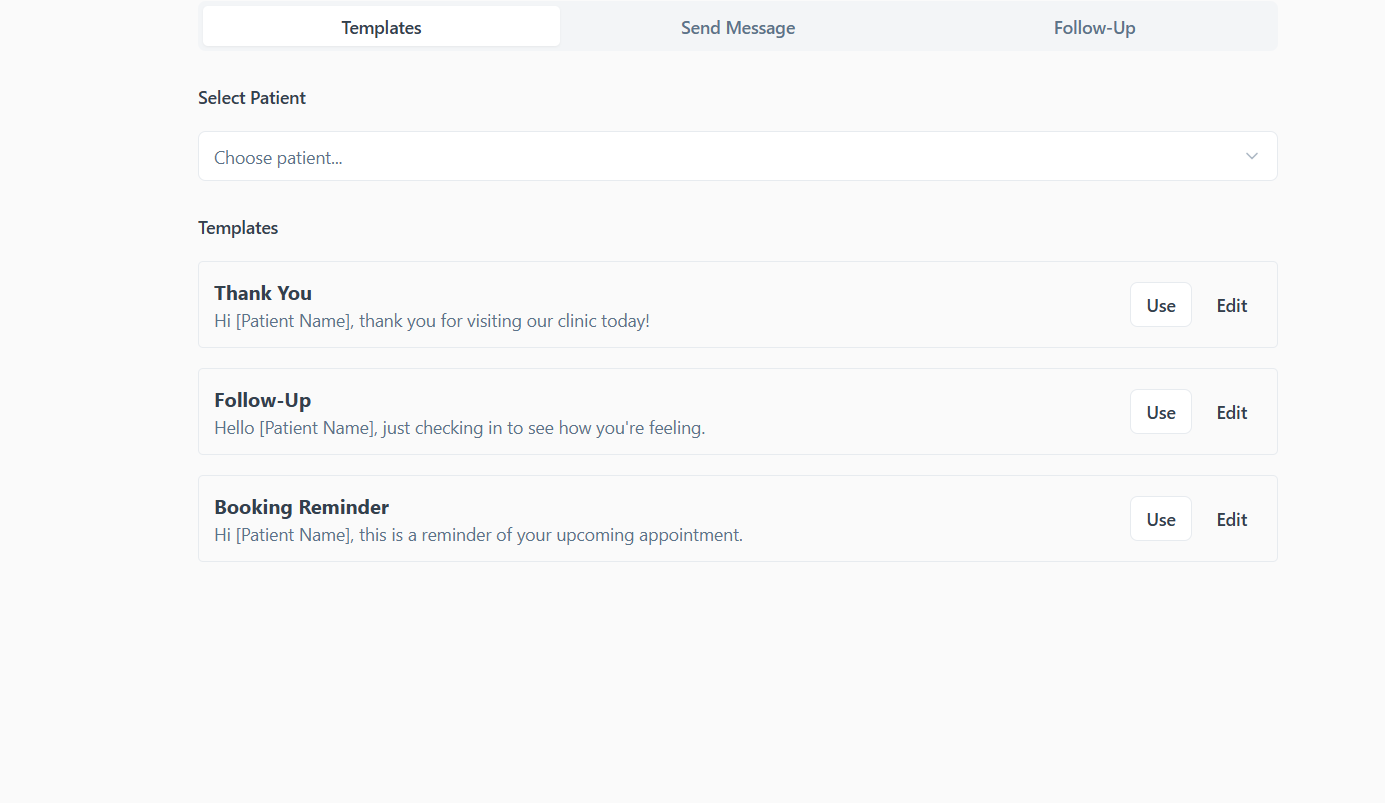 Templates
Send Message
Follow-Up
Select Patient
Choose patient...
Templates
Thank You
Hi [Patient Name], thank you for visiting our clinic today!
Use
Edit
Follow-Up
Hello [Patient Name], just checking in to see how you're feeling.
Use
Edit
Booking Reminder
Hi [Patient Name], this is a reminder of your upcoming appointment.
Use
Edit